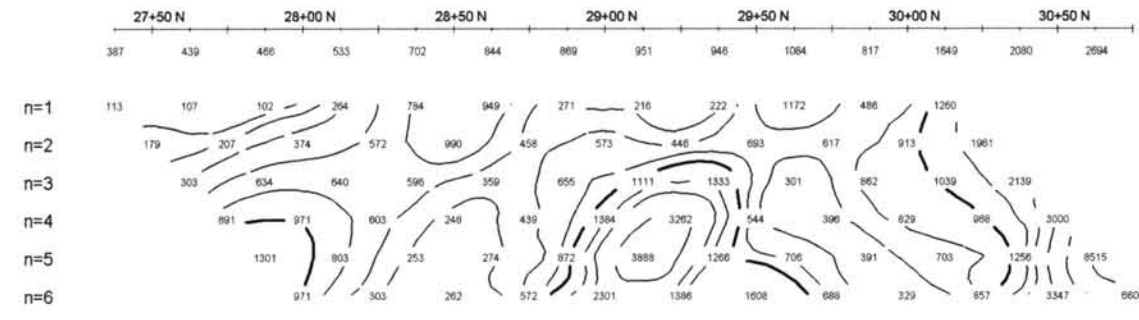 27+50 N 28+00 N 28+50 N 29+00 N 29+50 N 30+00 N 30+50 N
387 439 466 533 702 844 869 951 946 1084 817 1649 2080 2694
n=1 113 107 102 264 784 949 271 216 222 1172 486 1260
n=2 179 207 374 572 990 458 573 446 693 617 913 1961
n=3 303 634 640 596 359 655 1111 1333 301 862 1039 2139
n=4 891 971 603 248 439 1384 3262 544 396 829 968 3000
n=5 1301 803 253 274 872 3888 1266 706 391 703 1256 8515
n=6 971 303 262 572 2301 1386 1608 688 329 857 3347 660